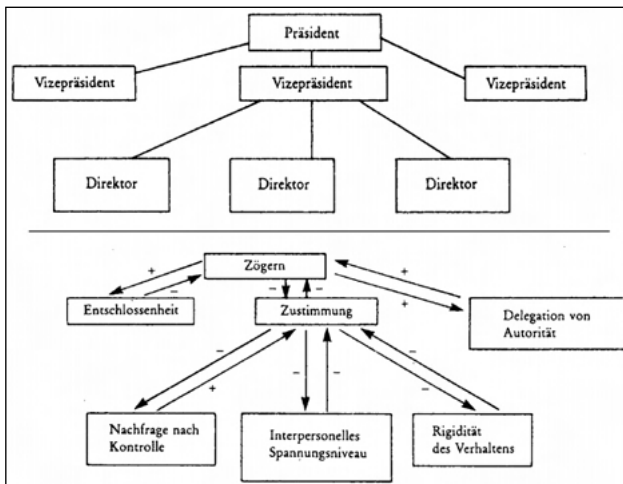 Präsident
Vizepräsident
Vizepräsident
Vizepräsident
Direktor
Direktor
Direktor
Zögern
+
−
−
−
+
+
Entschlossenheit
Zustimmung
Delegation von
Autorität
−
+
−
−
−
−
Nachfrage nach
Kontrolle
Interpersonelles
Spannungsniveau
Rigidität
des Verhaltens